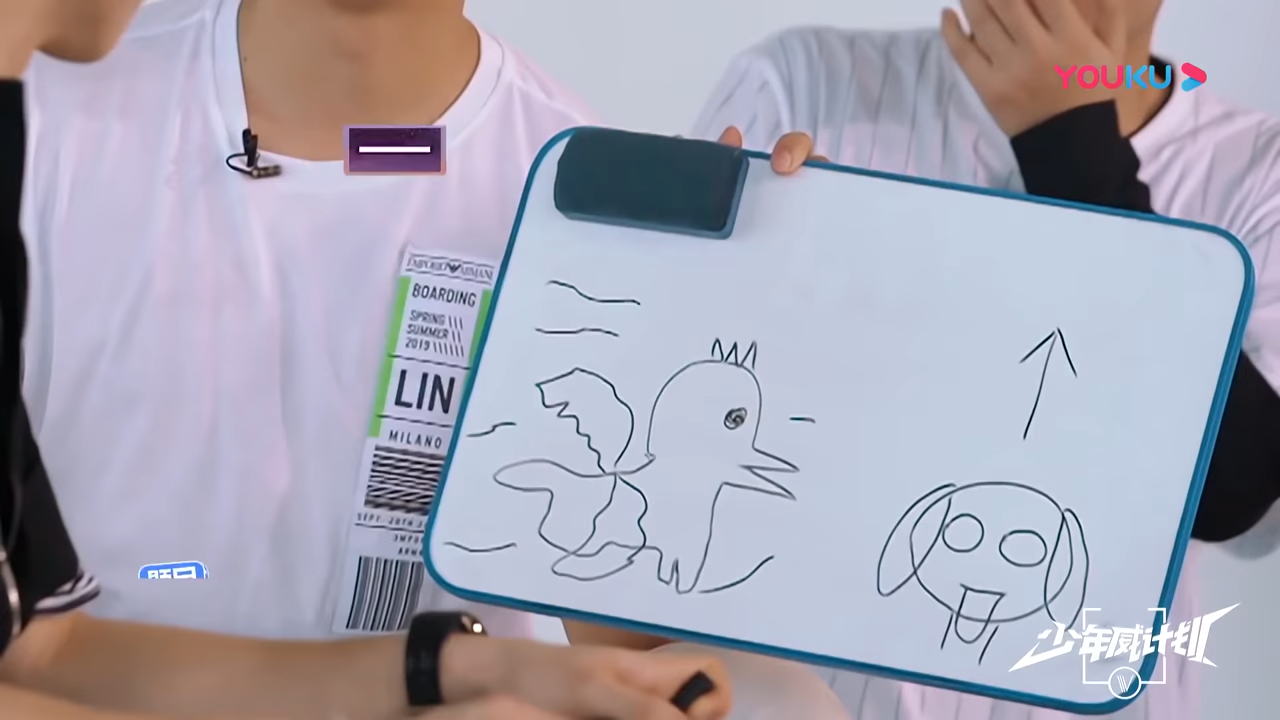 YOUKU
EMPORIO ARMANI
BOARDING
SPRING \\\
SUMMER \\
2019 \\\\\\
LIN
MILANO
少年威计划